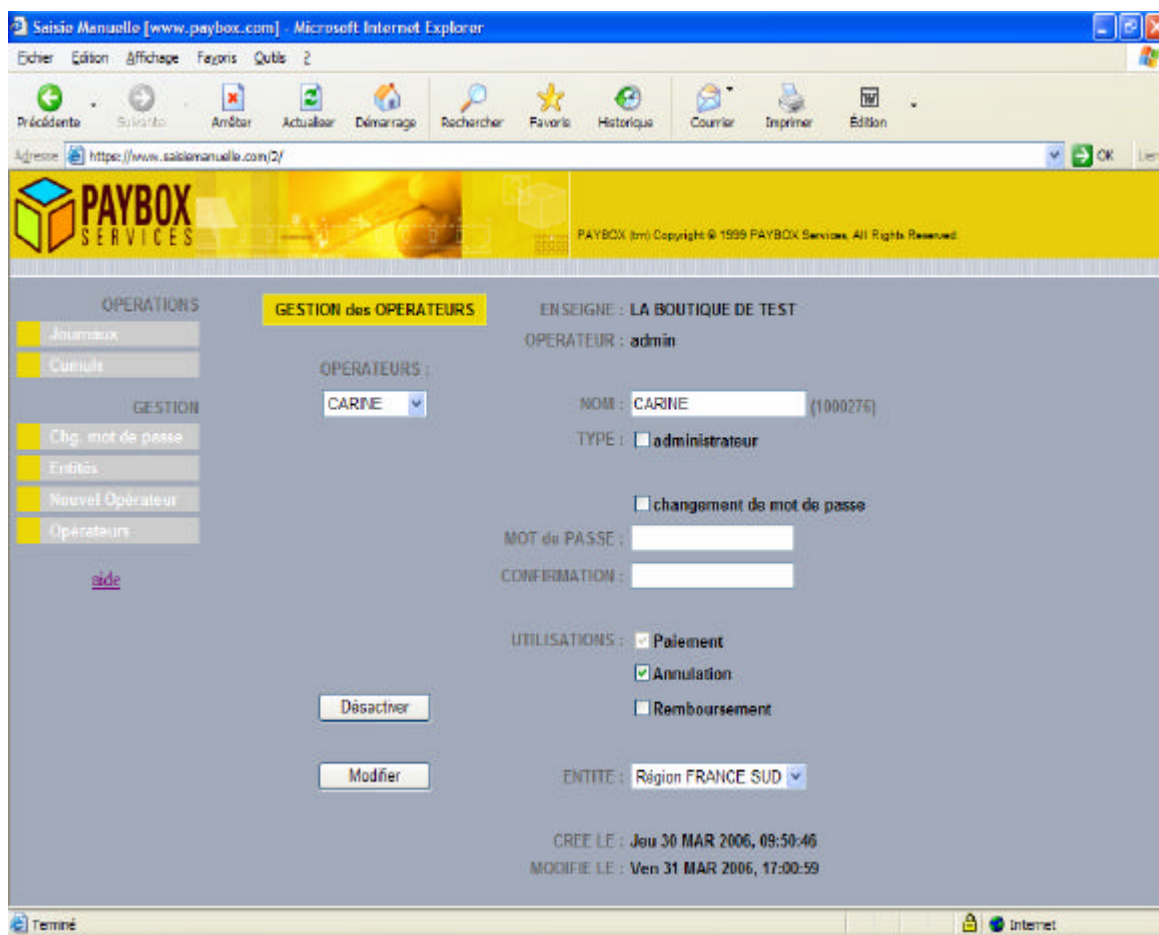 Saisie Manuelle [www.paybox.com] - Microsoft Internet Explorer
Fichier Edition Affichage Favoris Outils ?
Précédente Suivante Arrêter Actualiser Démarrage Rechercher Favoris Historique Courrier Imprimer Édition
Adresse https://www.saisiemanuelle.com/2/ OK Lien
PAYBOX
SERVICES
PAYBOX (tm) Copyright © 1999 PAYBOX Services, All Rights Reserved.
OPERATIONS
Journaux
Cumuls
GESTION
Chg. mot de passe
Entités
Nouvel Opérateur
Opérateurs
aide
GESTION des OPERATEURS
OPERATEURS :
CARINE
Désactiver
Modifier
ENSEIGNE : LA BOUTIQUE DE TEST
OPERATEUR : admin
NOM : CARINE (1000276)
TYPE : administrateur
changement de mot de passe
MOT de PASSE :
CONFIRMATION :
UTILISATIONS : Paiement
Annulation
Remboursement
ENTITE : Région FRANCE SUD
CREE LE : Jeu 30 MAR 2006, 09:50:46
MODIFIE LE : Ven 31 MAR 2006, 17:00:59
Terminé Internet